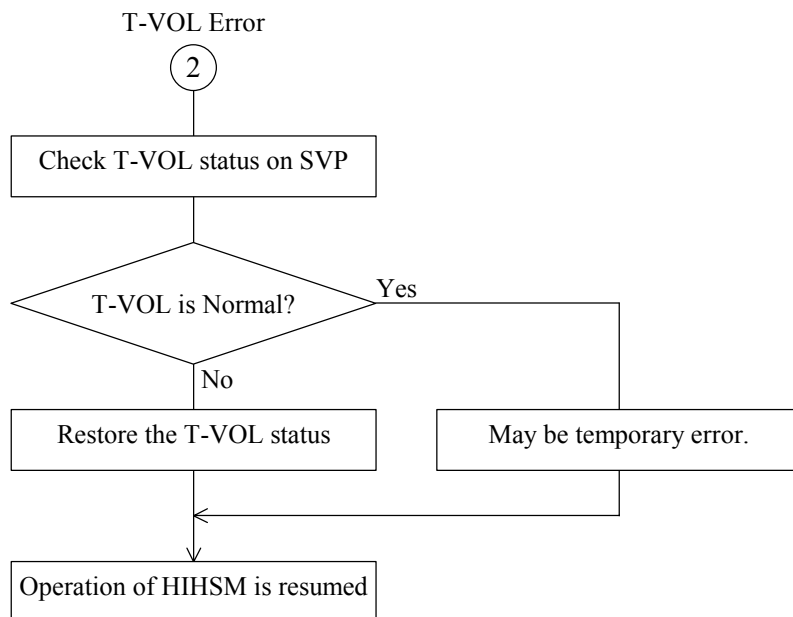 T-VOL Error
2
Check T-VOL status on SVP
T-VOL is Normal?
Yes
No
Restore the T-VOL status
May be temporary error.
Operation of HIHSM is resumed